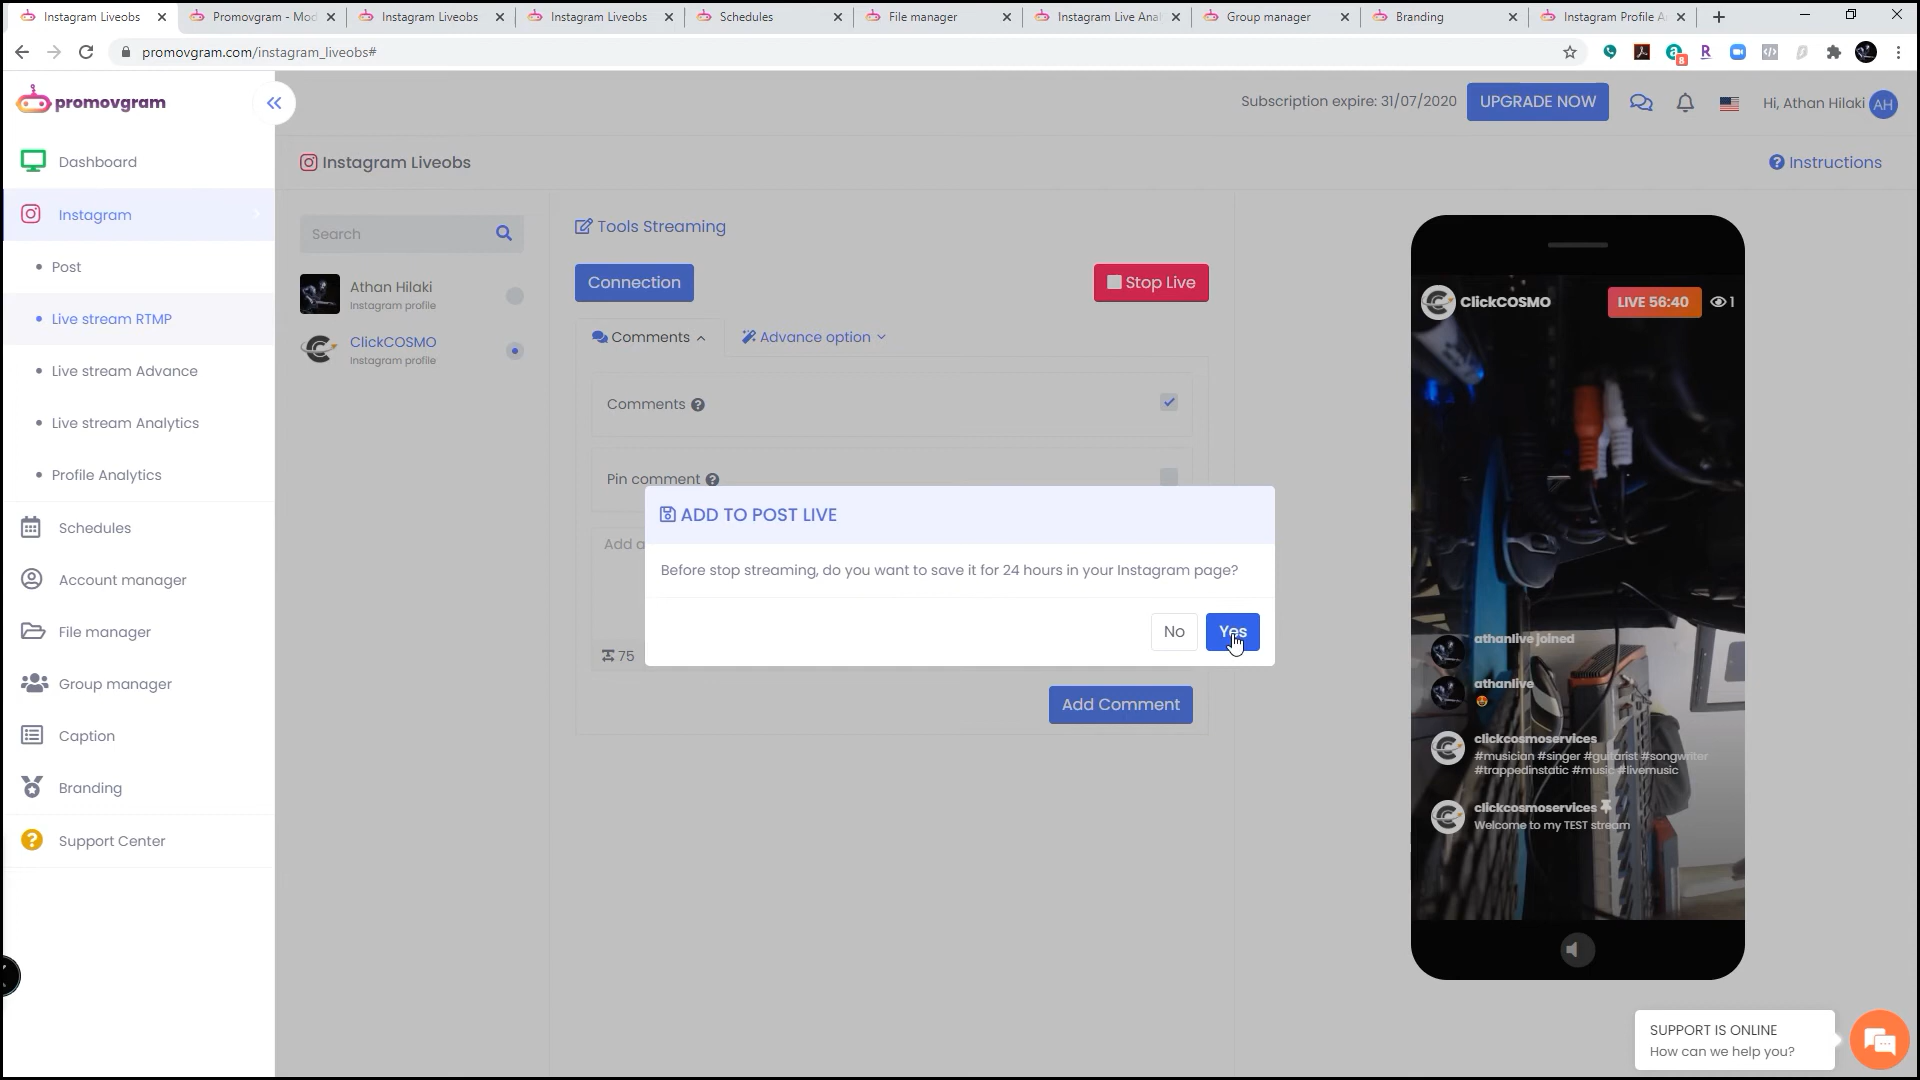 Instagram Liveobs
Promovgram - Mod
Instagram Liveobs
Instagram Liveobs
Schedules
File manager
Instagram Live Anal
Group manager
Branding
Instagram Profile A
promovgram.com/instagram_liveobs#
8
R
promovgram
Subscription expire: 31/07/2020
UPGRADE NOW
Hi, Athan Hilaki
AH
Dashboard
Instagram
Post
Live stream RTMP
Live stream Advance
Live stream Analytics
Profile Analytics
Schedules
Account manager
File manager
Group manager
Caption
Branding
Support Center
Instagram Liveobs
Instructions
Search
Athan Hilaki
Instagram profile
ClickCOSMO
Instagram profile
Tools Streaming
Connection
Stop Live
Comments
Advance option
Comments
Pin comment
Add a
75
Add Comment
ADD TO POST LIVE
Before stop streaming, do you want to save it for 24 hours in your Instagram page?
No
Yes
ClickCOSMO
LIVE 56:40
1
athanlive joined
athanlive
🤩
clickcosmoservices
#musician #singer #guitarist #songwriter
#trappedinstatic #music #livemusic
clickcosmoservices
Welcome to my TEST stream
SUPPORT IS ONLINE
How can we help you?